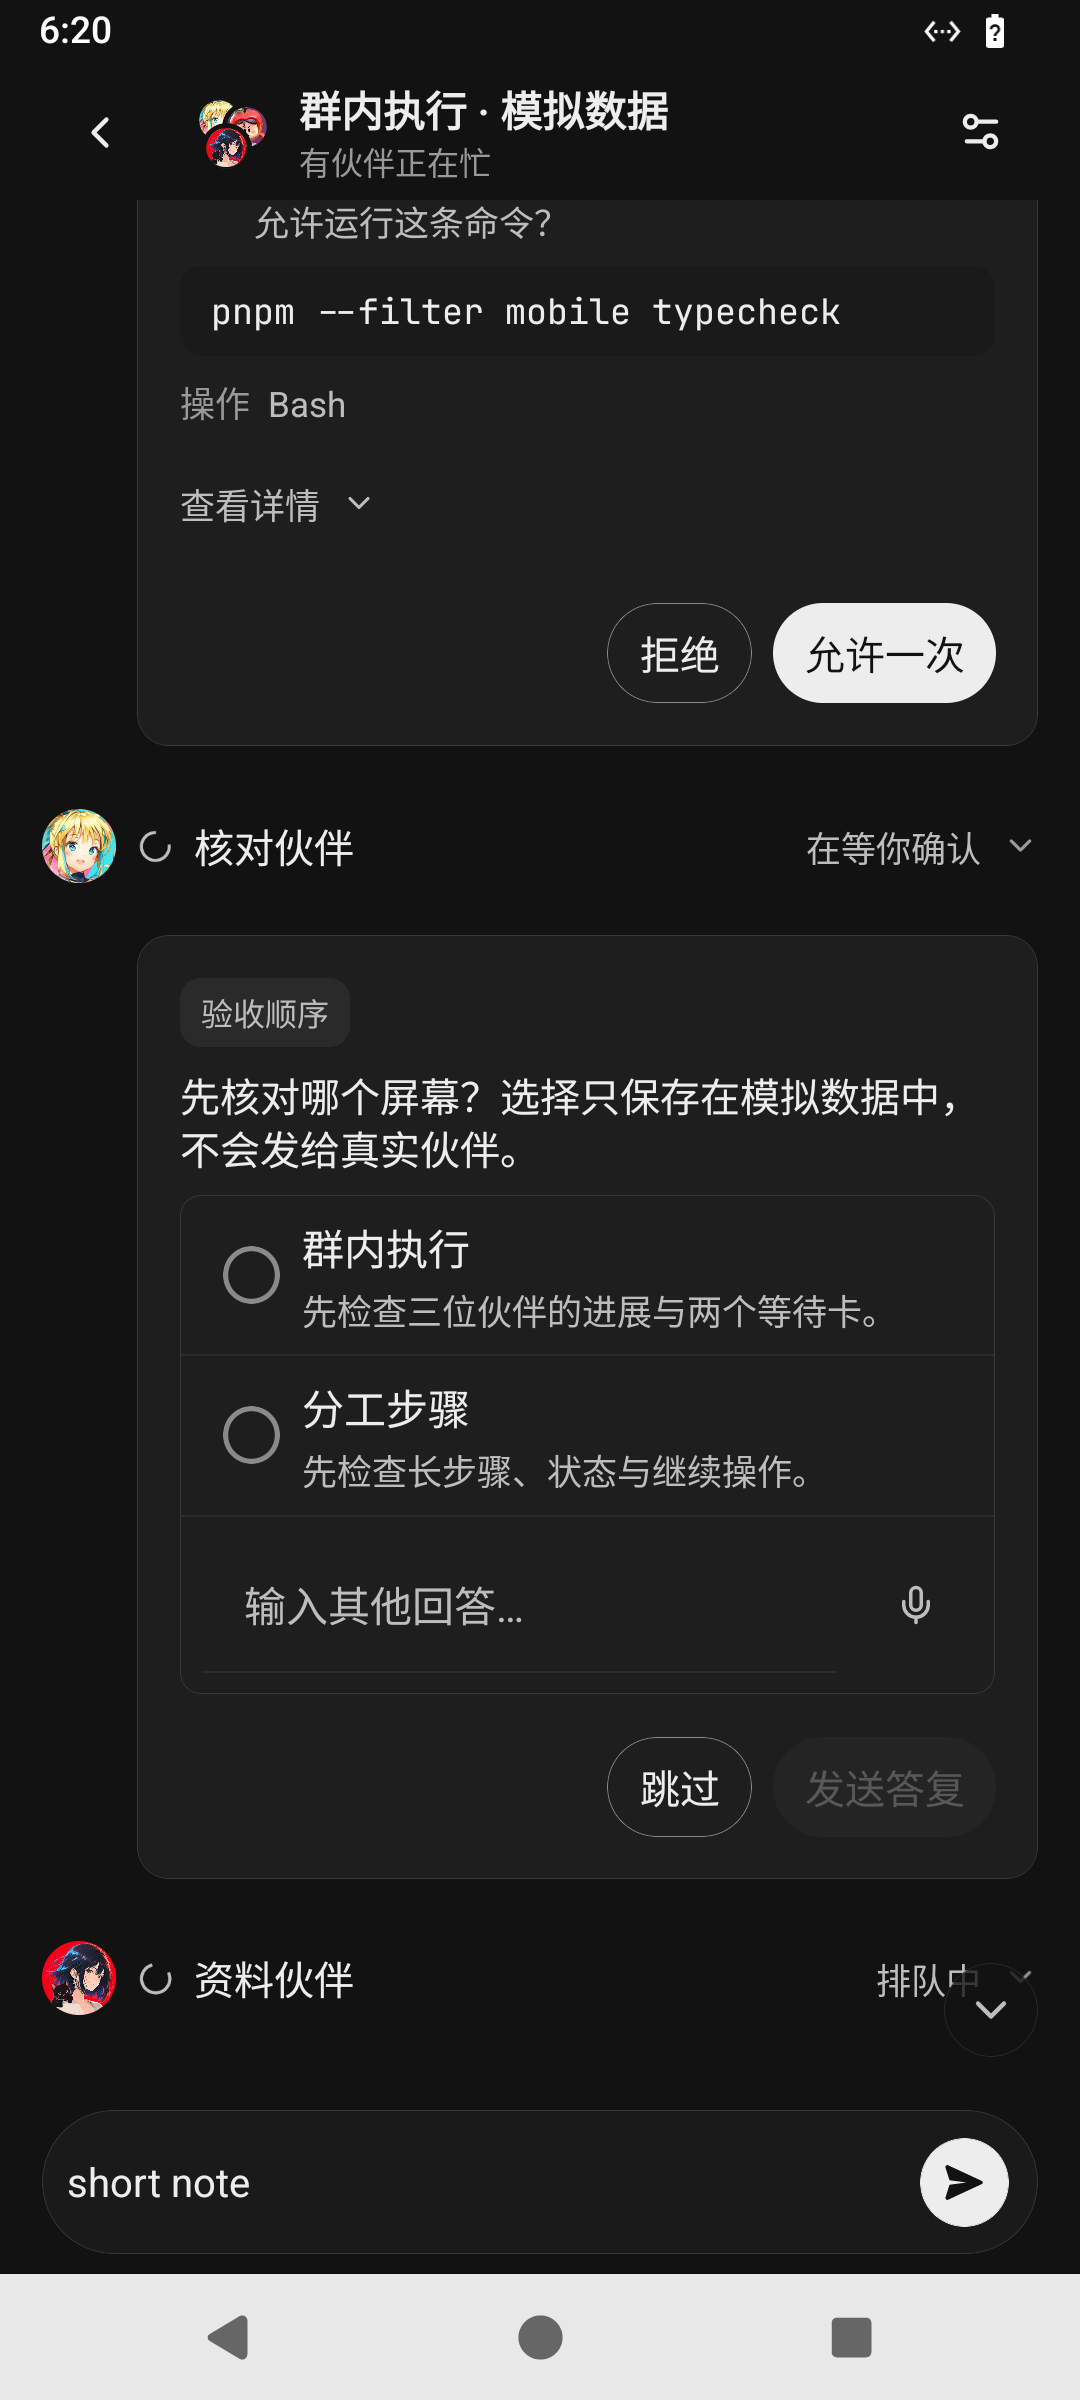 6:20
群内执行 · 模拟数据
有伙伴正在忙
允许运行这条命令?
pnpm --filter mobile typecheck
操作 Bash
查看详情
拒绝 允许一次
核对伙伴 在等你确认
验收顺序
先核对哪个屏幕？选择只保存在模拟数据中，
不会发给真实伙伴。
群内执行
先检查三位伙伴的进展与两个等待卡。
分工步骤
先检查长步骤、状态与继续操作。
输入其他回答...
跳过 发送答复
资料伙伴 排队中
short note